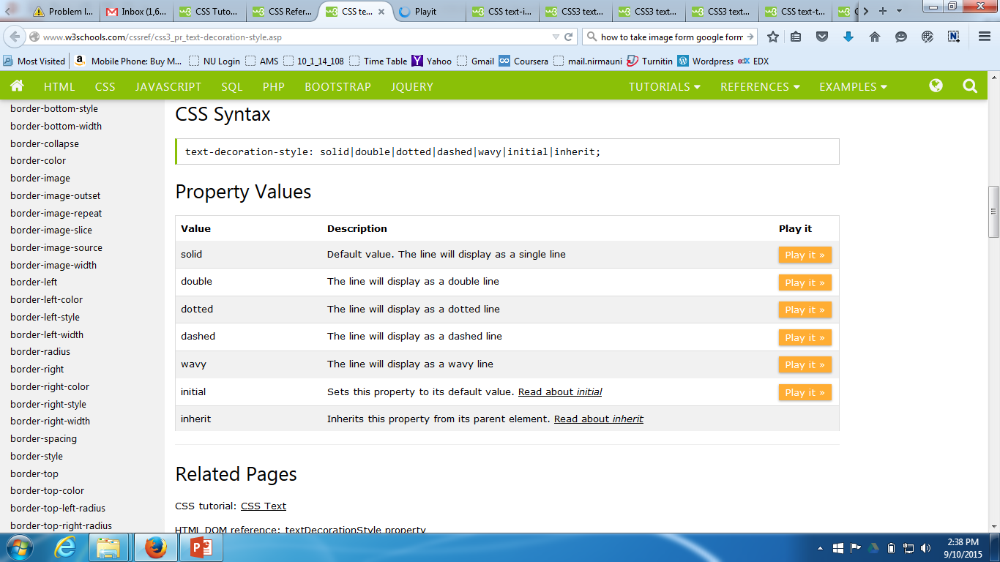 Problem l...
Inbox (1,6...
CSS Tuto...
CSS Refer...
CSS te...
Playit
CSS text-i...
CSS3 text...
CSS3 text...
CSS3 text...
CSS text-t...
www.w3schools.com/cssref/css3_pr_text-decoration-style.asp
how to take image form google form
Most Visited
Mobile Phone: Buy M...
NU Login
AMS
10_1_14_108
Time Table
Yahoo
Gmail
Coursera
mail.nirmauni
Turnitin
Wordpress
EDX
HTML CSS JAVASCRIPT SQL PHP BOOTSTRAP JQUERY TUTORIALS REFERENCES EXAMPLES
border-bottom-style
border-bottom-width
border-collapse
border-color
border-image
border-image-outset
border-image-repeat
border-image-slice
border-image-source
border-image-width
border-left
border-left-color
border-left-style
border-left-width
border-radius
border-right
border-right-color
border-right-style
border-right-width
border-spacing
border-style
border-top
border-top-color
border-top-left-radius
border-top-right-radius
CSS Syntax
text-decoration-style: solid|double|dotted|dashed|wavy|initial|inherit;
Property Values
Value Description Play it
solid Default value. The line will display as a single line Play it »
double The line will display as a double line Play it »
dotted The line will display as a dotted line Play it »
dashed The line will display as a dashed line Play it »
wavy The line will display as a wavy line Play it »
initial Sets this property to its default value. Read about initial Play it »
inherit Inherits this property from its parent element. Read about inherit
Related Pages
CSS tutorial: CSS Text
HTML DOM reference: textDecorationStyle property
2:38 PM
9/10/2015